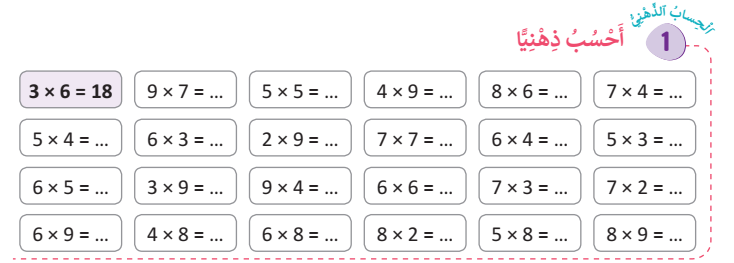 اَلْحِسابُ ٱلذِّهْنِيُّ
1 أَحْسُبُ ذِهْنِيًّا
3 × 6 = 18 9 × 7 = ... 5 × 5 = ... 4 × 9 = ... 8 × 6 = ... 7 × 4 = ...
5 × 4 = ... 6 × 3 = ... 2 × 9 = ... 7 × 7 = ... 6 × 4 = ... 5 × 3 = ...
6 × 5 = ... 3 × 9 = ... 9 × 4 = ... 6 × 6 = ... 7 × 3 = ... 7 × 2 = ...
6 × 9 = ... 4 × 8 = ... 6 × 8 = ... 8 × 2 = ... 5 × 8 = ... 8 × 9 = ...